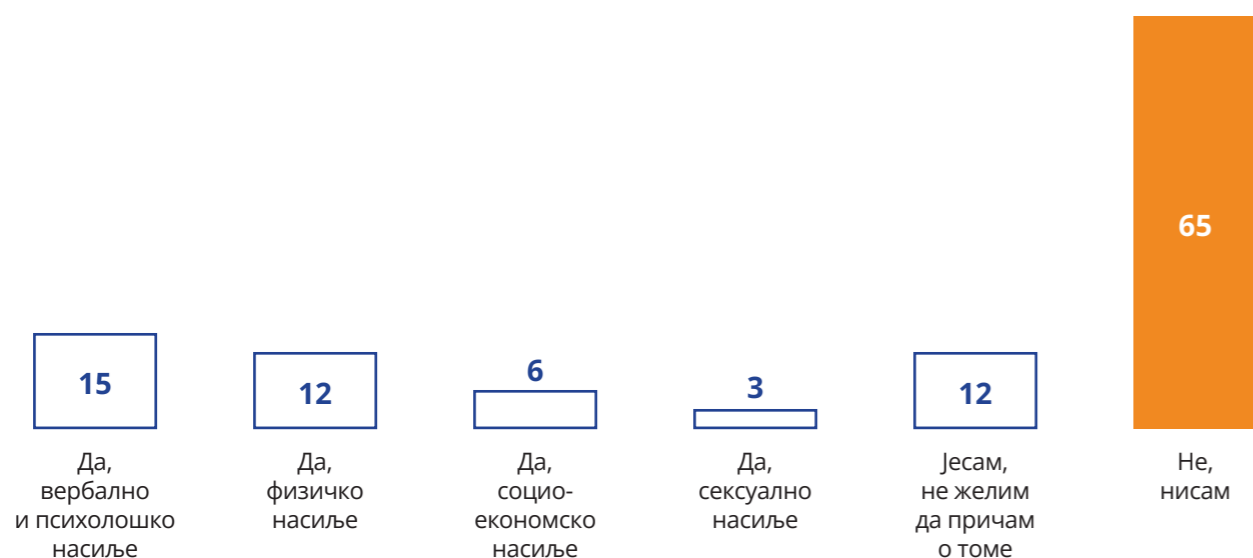 65
15
12
6
3
12
Да,
вербално
и психолошко
насиље
Да,
физичко
насиље
Да,
социо-
економско
насиље
Да,
сексуално
насиље
Јесам,
не желим
да причам
о томе
Не,
нисам